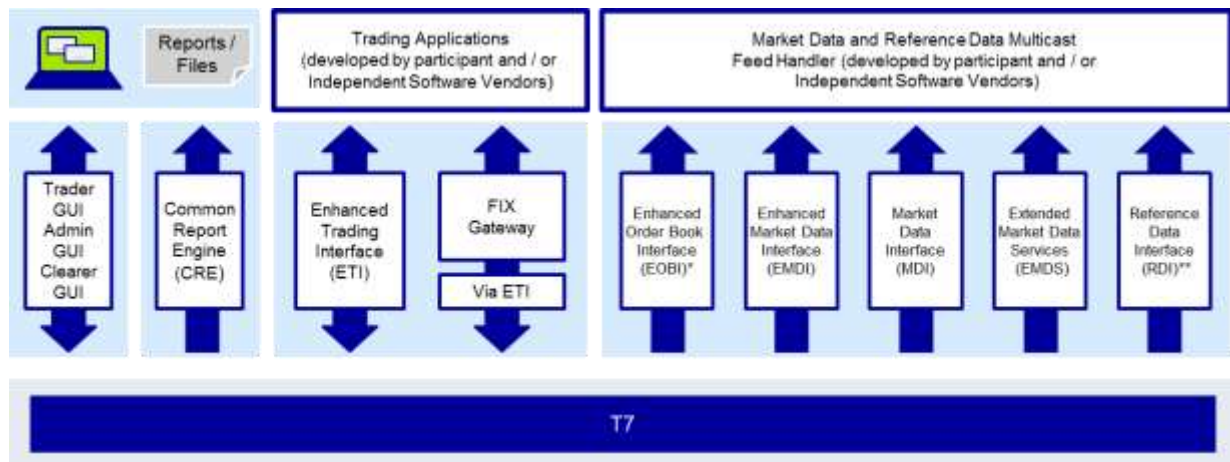 Reports /
Files
Trading Applications
(developed by participant and / or
Independent Software Vendors)
Market Data and Reference Data Multicast
Feed Handler (developed by participant and / or
Independent Software Vendors)
Trader
GUI
Admin
GUI
Clearer
GUI
Common
Report
Engine
(CRE)
Enhanced
Trading
Interface
(ETI)
FIX
Gateway
Via ETI
Enhanced
Order Book
Interface
(EOBI)*
Enhanced
Market Data
Interface
(EMDI)
Market
Data
Interface
(MDI)
Extended
Market Data
Services
(EMDS)
Reference
Data
Interface
(RDI)**
T7